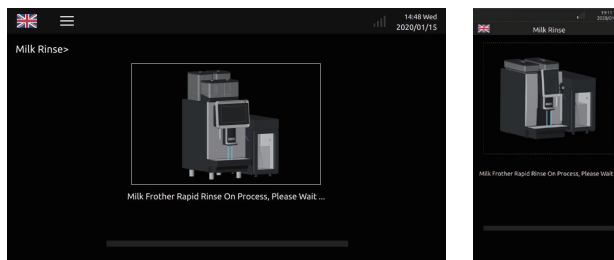 14:48 Wed
2020/01/15
Milk Rinse>
Milk Frother Rapid Rinse On Process, Please Wait ...
Milk Rinse
Milk Frother Rapid Rinse On Process, Please Wait